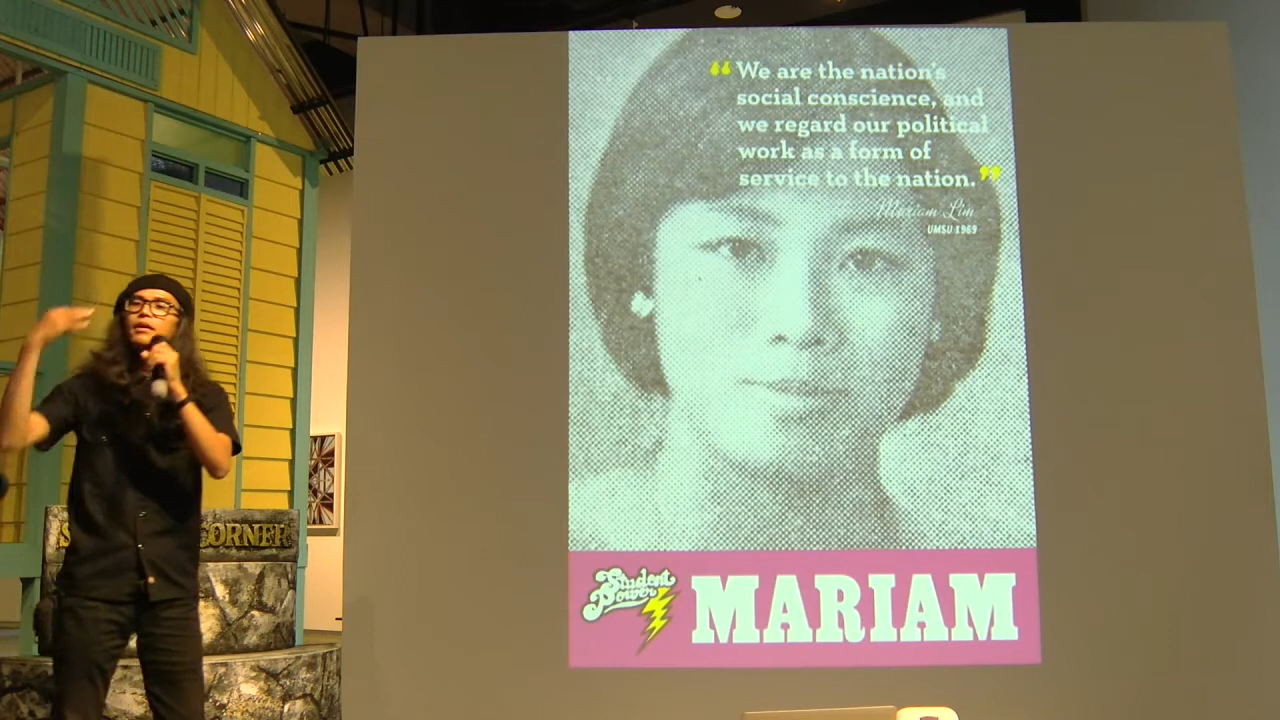 “We are the nation's
social conscience, and
we regard our political
work as a form of
service to the nation.”
Mariam Lim
UMSU 1969
Student
Power
MARIAM
S
CORNER